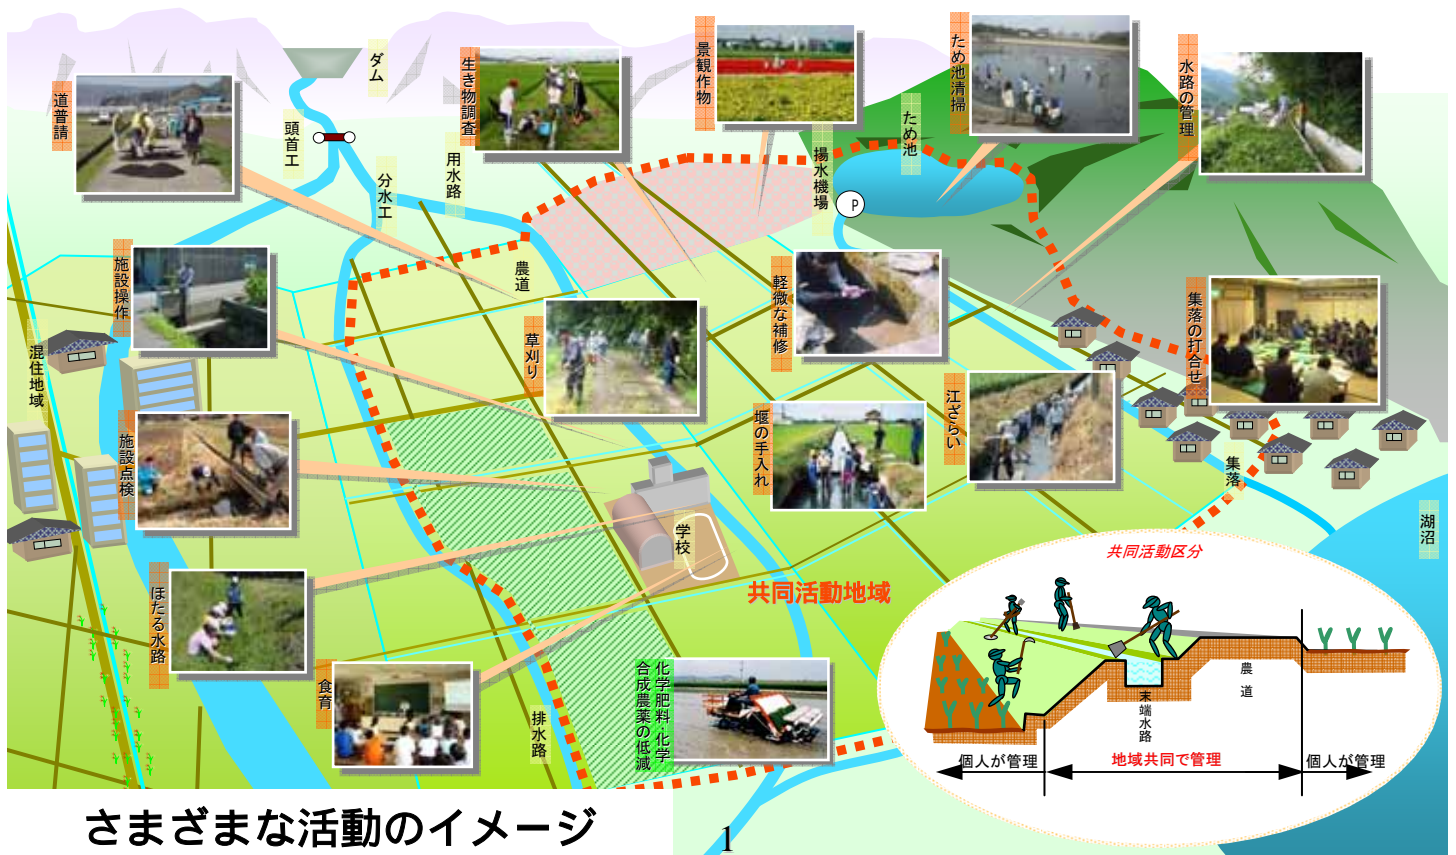 ダム
頭首工
分水工
用水路
生き物調査
景観作物
揚水機場
ため池
ため池清掃
水路の管理
道普請
P
農道
施設操作
草刈り
軽微な補修
集落の打合せ
混住地域
施設点検
堰の手入れ
江ざらい
集落
湖沼
学校
共同活動地域
ほたる水路
食育
排水路
化学肥料・化学
合成農薬の低減
共同活動区分
農道
末端水路
個人が管理
地域共同で管理
個人が管理
さまざまな活動のイメージ
1